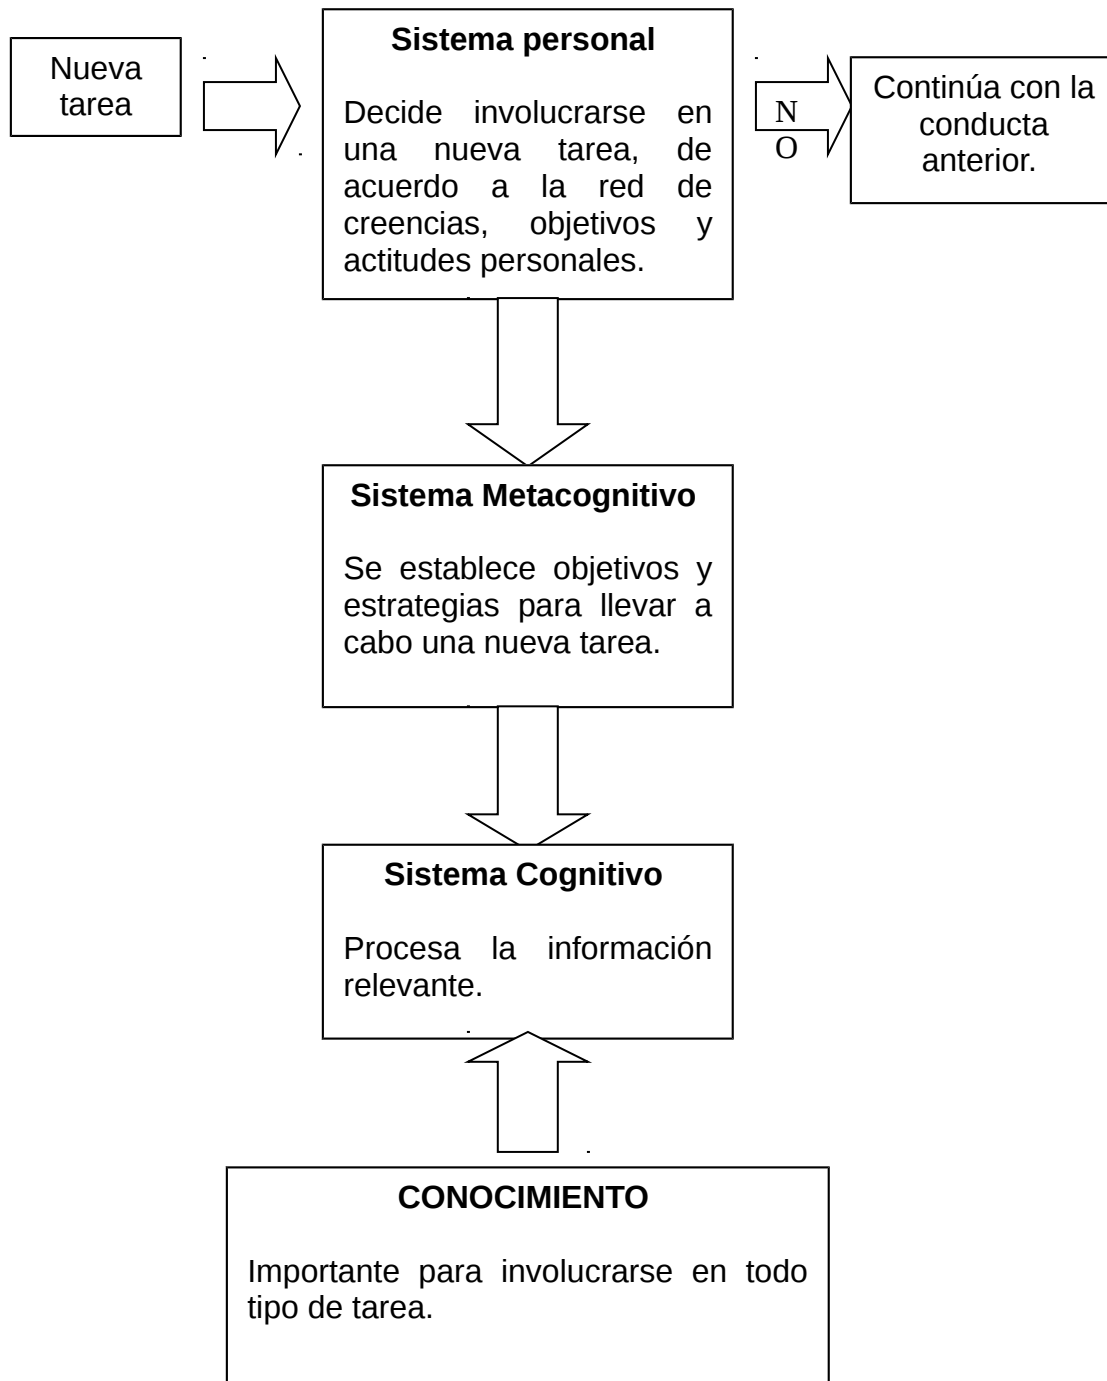 Nueva
tarea
Sistema personal
Decide involucrarse en
una nueva tarea, de
acuerdo a la red de
creencias, objetivos y
actitudes personales.
N
O
Continúa con la
conducta
anterior.
Sistema Metacognitivo
Se establece objetivos y
estrategias para llevar a
cabo una nueva tarea.
Sistema Cognitivo
Procesa la información
relevante.
CONOCIMIENTO
Importante para involucrarse en todo
tipo de tarea.